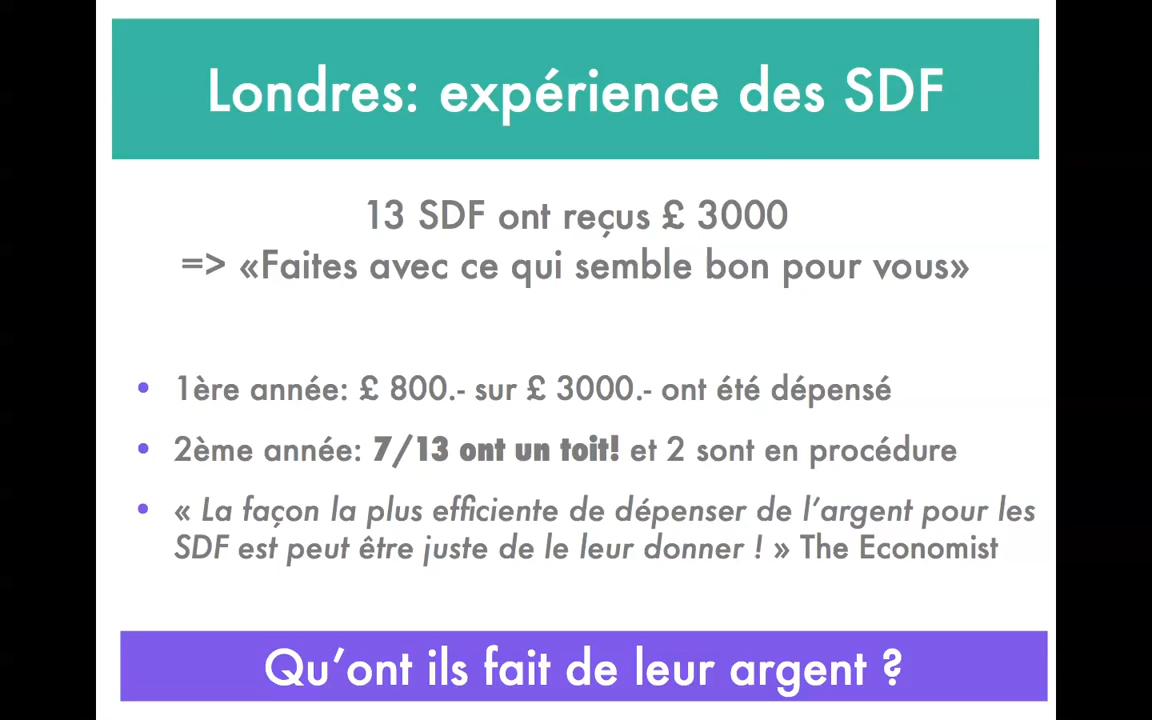 Londres: expérience des SDF
13 SDF ont reçus £ 3000
=> «Faites avec ce qui semble bon pour vous»
• 1ère année: £ 800.- sur £ 3000.- ont été dépensé
• 2ème année: 7/13 ont un toit! et 2 sont en procédure
• « La façon la plus efficiente de dépenser de l’argent pour les
SDF est peut être juste de le leur donner ! » The Economist
Qu’ont ils fait de leur argent ?